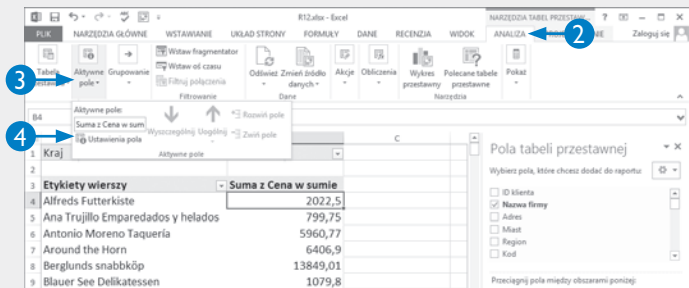 R12.xlsx - Excel
NARZĘDZIA TABEL PRZESTAW...
?
PLIK NARZĘDZIA GŁÓWNE WSTAWIANIE UKŁAD STRONY FORMUŁY DANE RECENZJA WIDOK ANALIZA Zaloguj się
2
3
Tabela
Aktywne pole
Grupowanie
Wstaw fragmentator
Wstaw oś czasu
Filtruj połączenia
Filtrowanie
Odśwież
Zmień źródło danych
Dane
Akcje
Obliczenia
Wykres przestawny
Polecane tabele przestawne
Narzędzia
Pokaż
B4
Aktywne pole:
Suma z Cena w sum
4
Ustawienia pola
Wyszczególnij
Uogólnij
Rozwiń pole
Zwiń pole
Aktywne pole
C
1 Kraj
2
3 Etykiety wierszy Suma z Cena w sumie
4 Alfreds Futterkiste 2022,5
5 Ana Trujillo Emparedados y helados 799,75
6 Antonio Moreno Taquería 5960,77
7 Around the Horn 6406,9
8 Berglunds snabbköp 13849,01
9 Blauer See Delikatessen 1079,8
Pola tabeli przestawnej
Wybierz pola, które chcesz dodać do raportu:
ID klienta
Nazwa firmy
Adres
Miast
Region
Kod
Przeciągnij pola między obszarami poniżej: